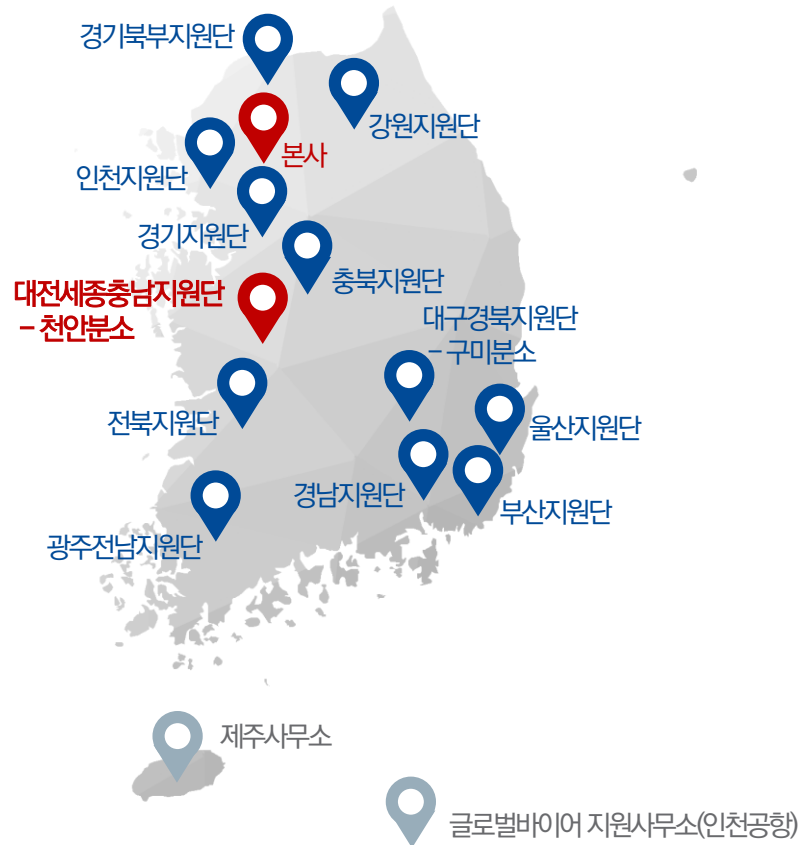 경기북부지원단
강원지원단
본사
인천지원단
경기지원단
충북지원단
대전세종충남지원단
- 천안분소
대구경북지원단
- 구미분소
전북지원단
울산지원단
경남지원단
부산지원단
광주전남지원단
제주사무소
글로벌바이어 지원사무소(인천공항)